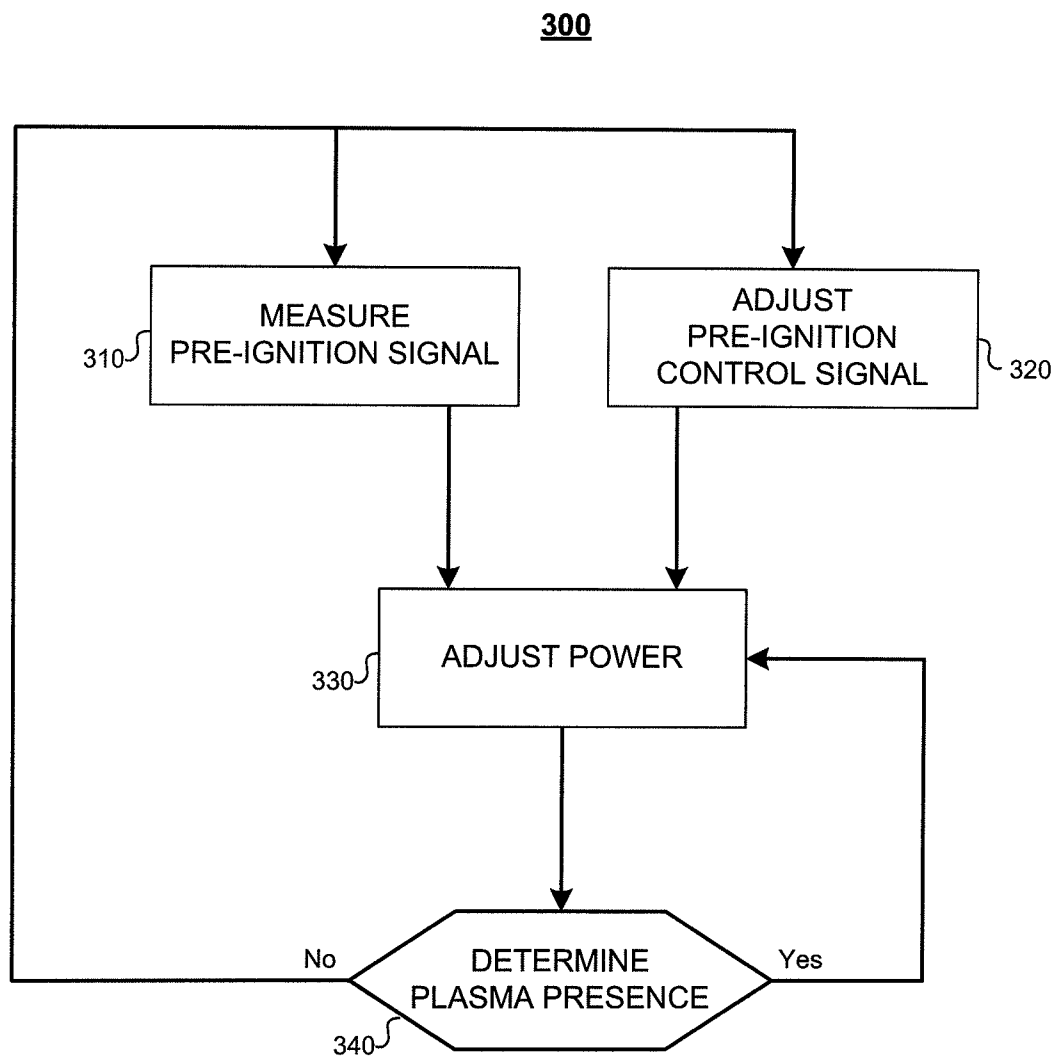 300
MEASURE
PRE-IGNITION SIGNAL
310
ADJUST
PRE-IGNITION
CONTROL SIGNAL
320
ADJUST POWER
330
No
DETERMINE
PLASMA PRESENCE
Yes
340